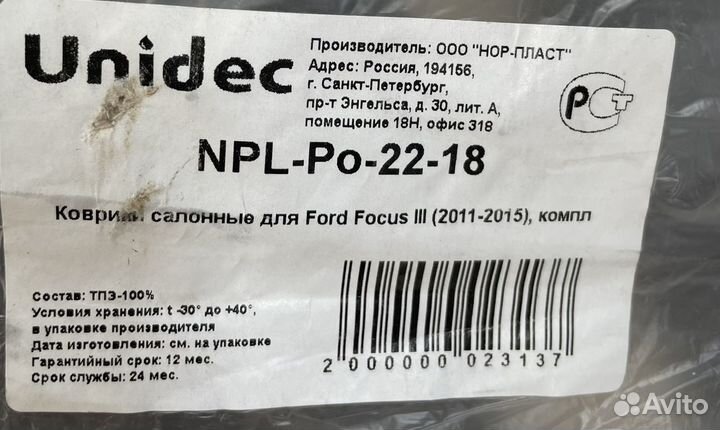 Unidec
Производитель: ООО "НОР-ПЛАСТ"
Адрес: Россия, 194156,
г. Санкт-Петербург,
пр-т Энгельса, д. 30, лит. А,
помещение 18Н, офис 318
РСТ
NPL-Po-22-18
Коврики салонные для Ford Focus III (2011-2015), компл
Состав: ТПЭ-100%
Условия хранения: t -30° до +40°,
в упаковке производителя
Дата изготовления: см. на упаковке
Гарантийный срок: 12 мес.
Срок службы: 24 мес.
2 000000 023137
Avito